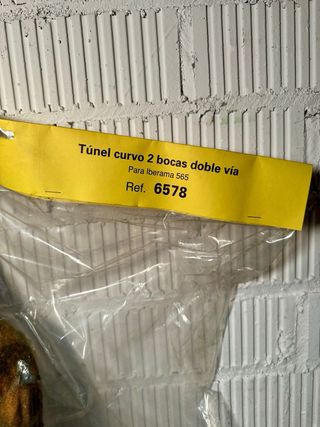 Túnel curvo 2 bocas doble vía
Para Iberama 565
Ref. 6578